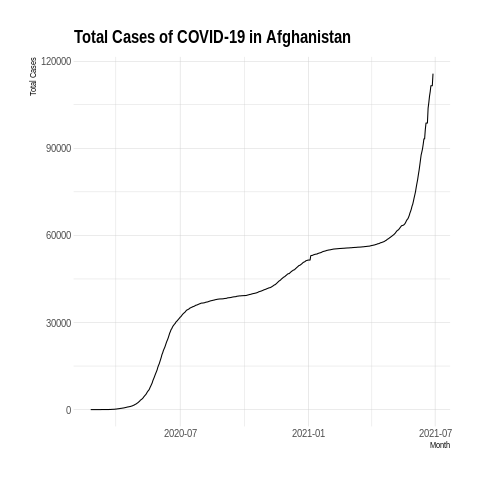 Total Cases of COVID-19 in Afghanistan
Total Cases
120000
90000
60000
30000
0
2020-07
2021-01
2021-07
Month